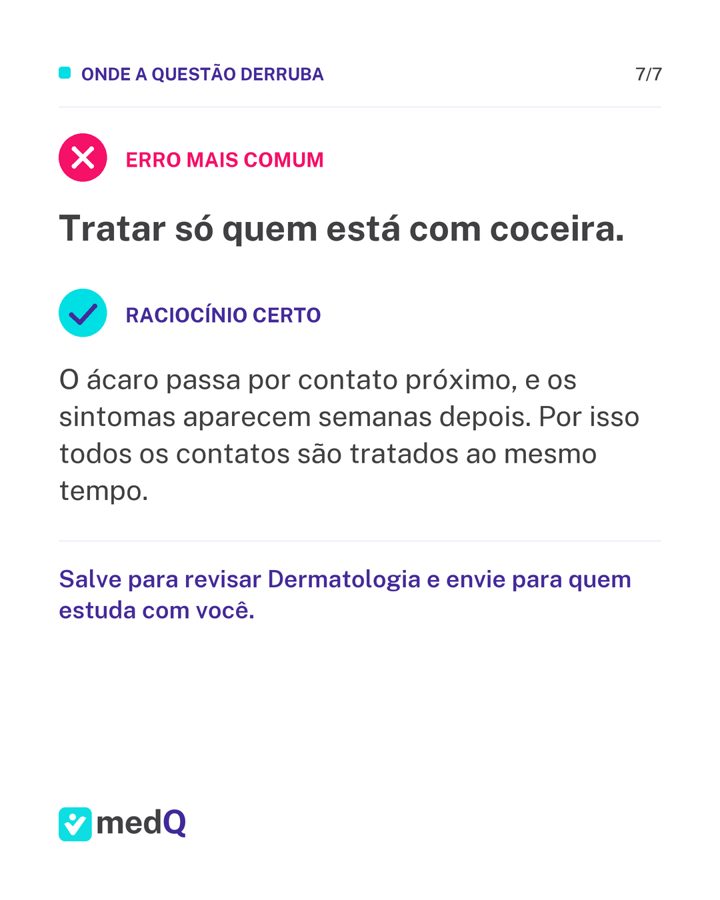 ONDE A QUESTÃO DERRUBA
7/7
ERRO MAIS COMUM
Tratar só quem está com coceira.
RACIOCÍNIO CERTO
O ácaro passa por contato próximo, e os
sintomas aparecem semanas depois. Por isso
todos os contatos são tratados ao mesmo
tempo.
Salve para revisar Dermatologia e envie para quem
estuda com você.
medQ